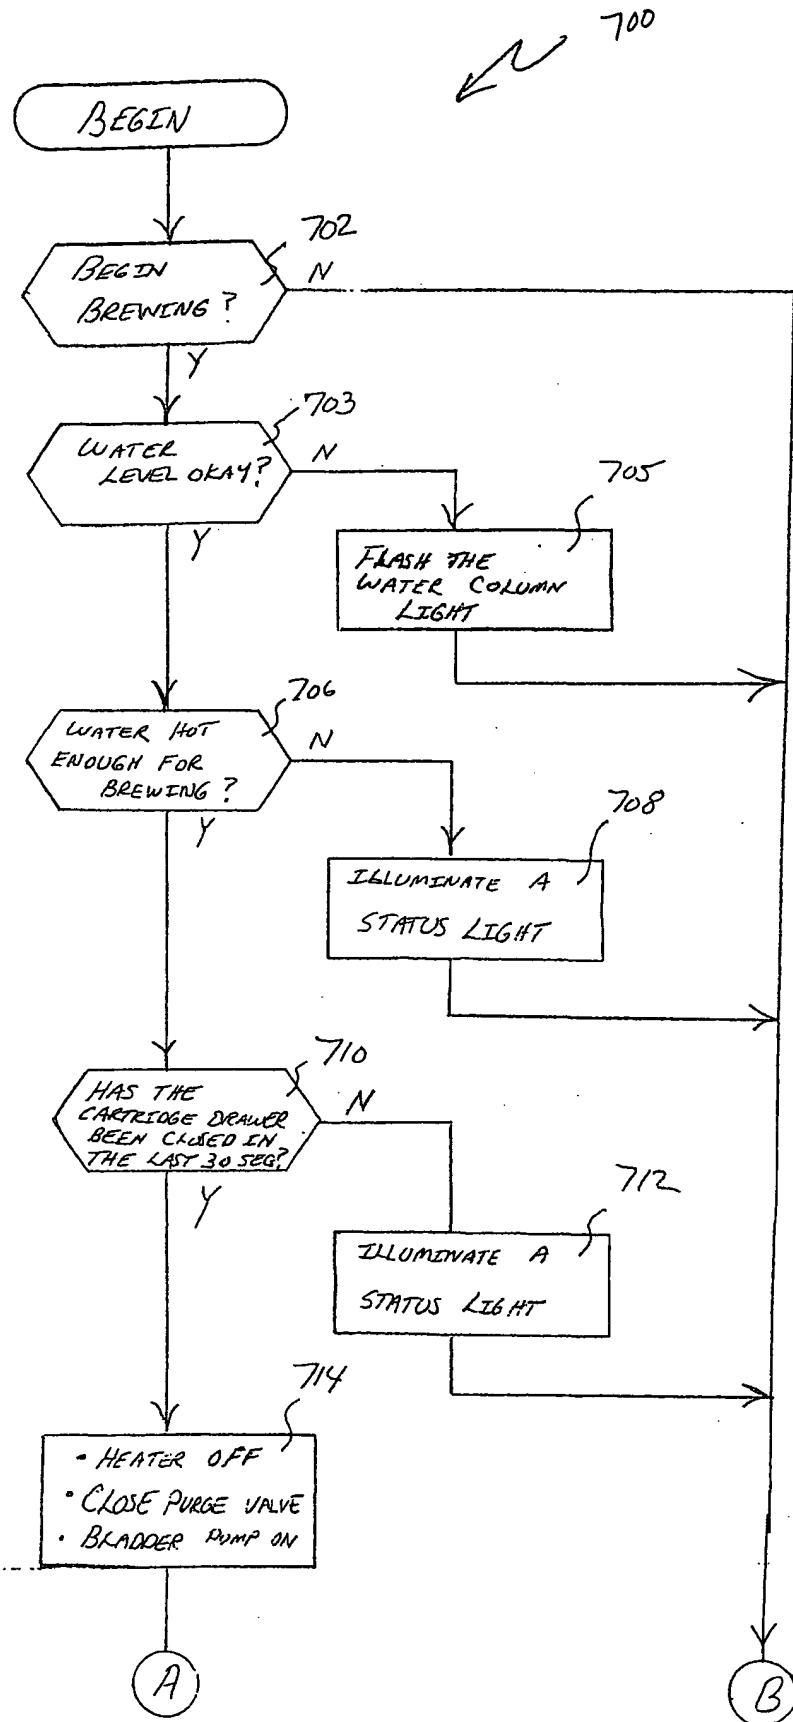 700
BEGIN
702
BEGIN
BREWING?
N
Y
703
WATER
LEVEL OKAY?
N
Y
705
FLASH THE
WATER COLUMN
LIGHT
706
WATER HOT
ENOUGH FOR
BREWING?
N
Y
708
ILLUMINATE A
STATUS LIGHT
710
HAS THE
CARTRIDGE DRAWER
BEEN CLOSED IN
THE LAST 30 SEC?
N
Y
712
ILLUMINATE A
STATUS LIGHT
714
• HEATER OFF
• CLOSE PURGE VALVE
• BLADDER PUMP ON
A
B